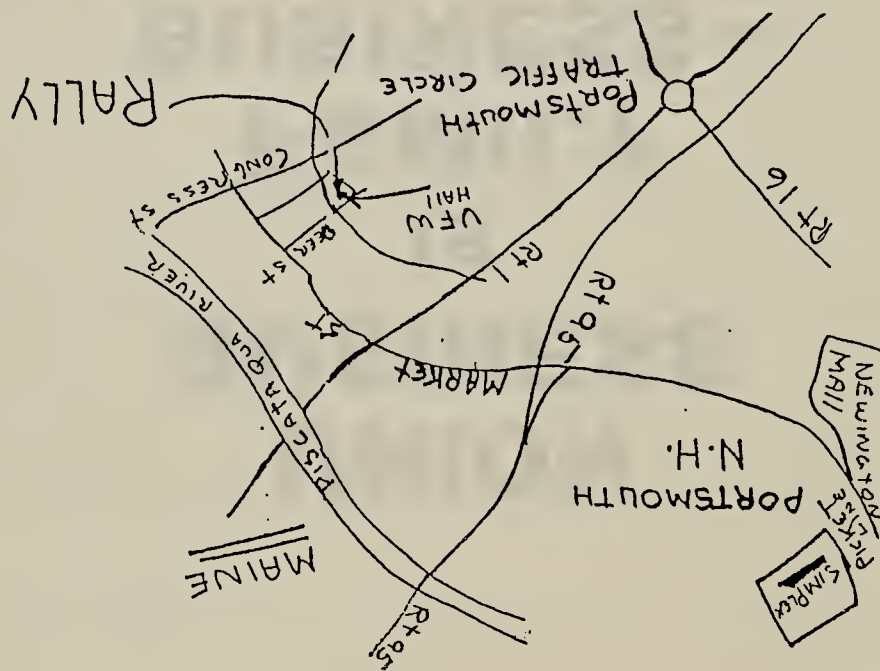 SIMPLEX
PICKET
LINE
NEWINGTON
MAll
PORTSMOUTH
N.H.
Rt 95
MAINE
PISCATAQUA RIVER
MARKET St
Rt 95
Rt 1
Rt 16
DEER St
VFW
HAll
CONGRESS St
PORTSMOUTH
TRAFFIC CIRCLE
RALLY